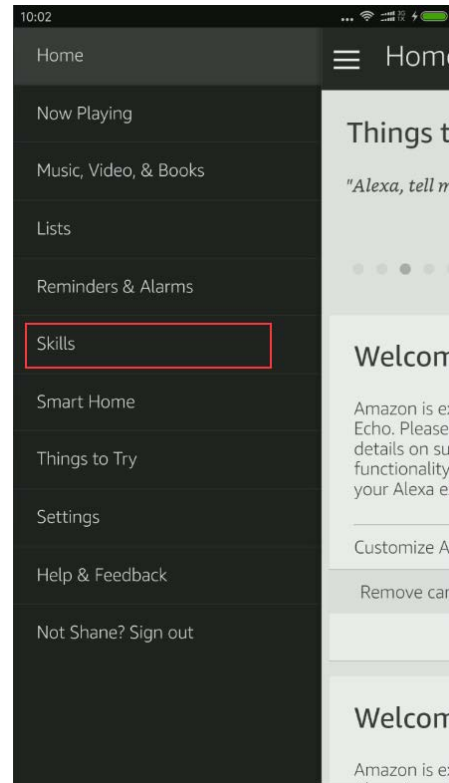 10:02
Home
Now Playing
Music, Video, & Books
Lists
Reminders & Alarms
Skills
Smart Home
Things to Try
Settings
Help & Feedback
Not Shane? Sign out
Home
Things t
"Alexa, tell m
Welcom
Amazon is e
Echo. Please
details on su
functionality
your Alexa e
Customize A
Remove car
Welcom
Amazon is e